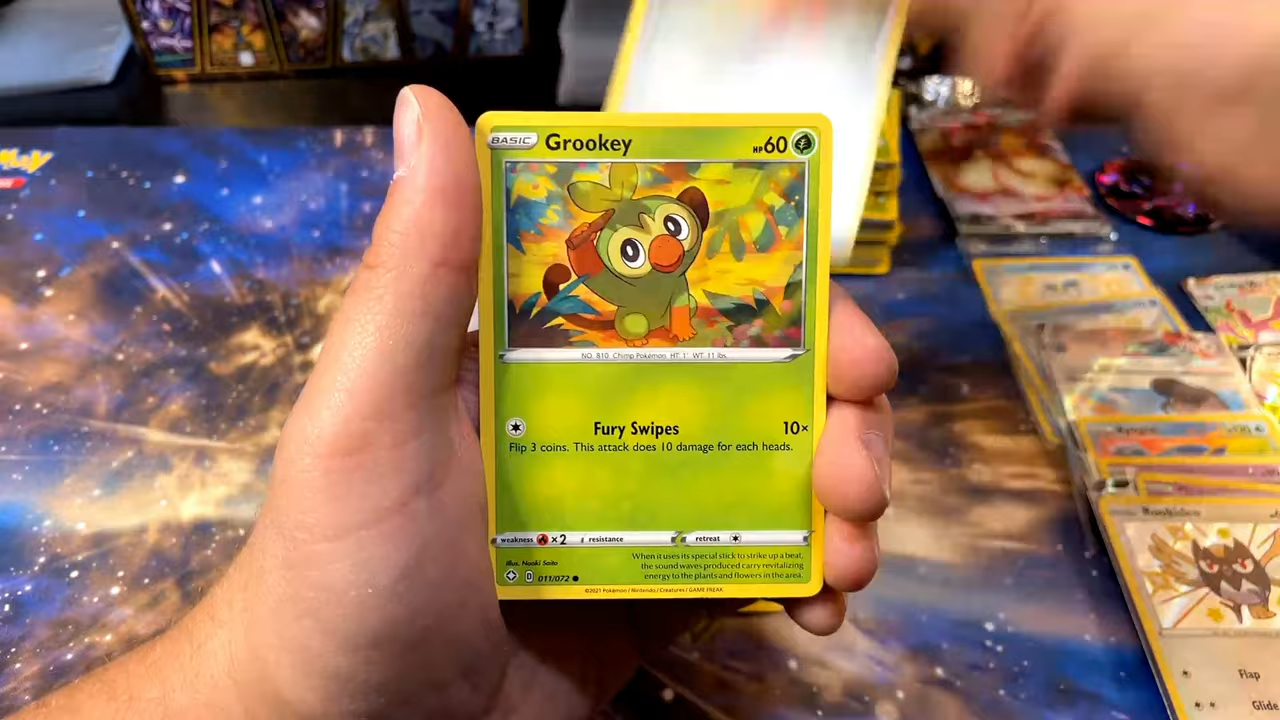 BASIC Grookey HP 60
NO. 810 Chimp Pokémon HT: 1' WT: 11 lbs.
Fury Swipes 10×
Flip 3 coins. This attack does 10 damage for each heads.
weakness ×2 resistance retreat
Illus. Naoki Saito
When it uses its special stick to strike up a beat,
the sound waves produced carry revitalizing
energy to the plants and flowers in the area.
D 011/072
©2021 Pokémon / Nintendo / Creatures / GAME FREAK
Rookidee
Flap
Glide